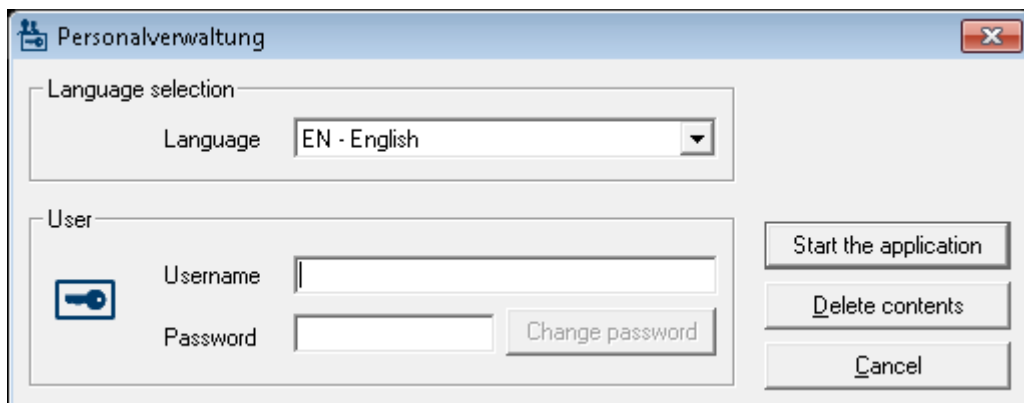 Personalverwaltung
Language selection
Language
EN - English
User
Username
Password
Change password
Start the application
Delete contents
Cancel